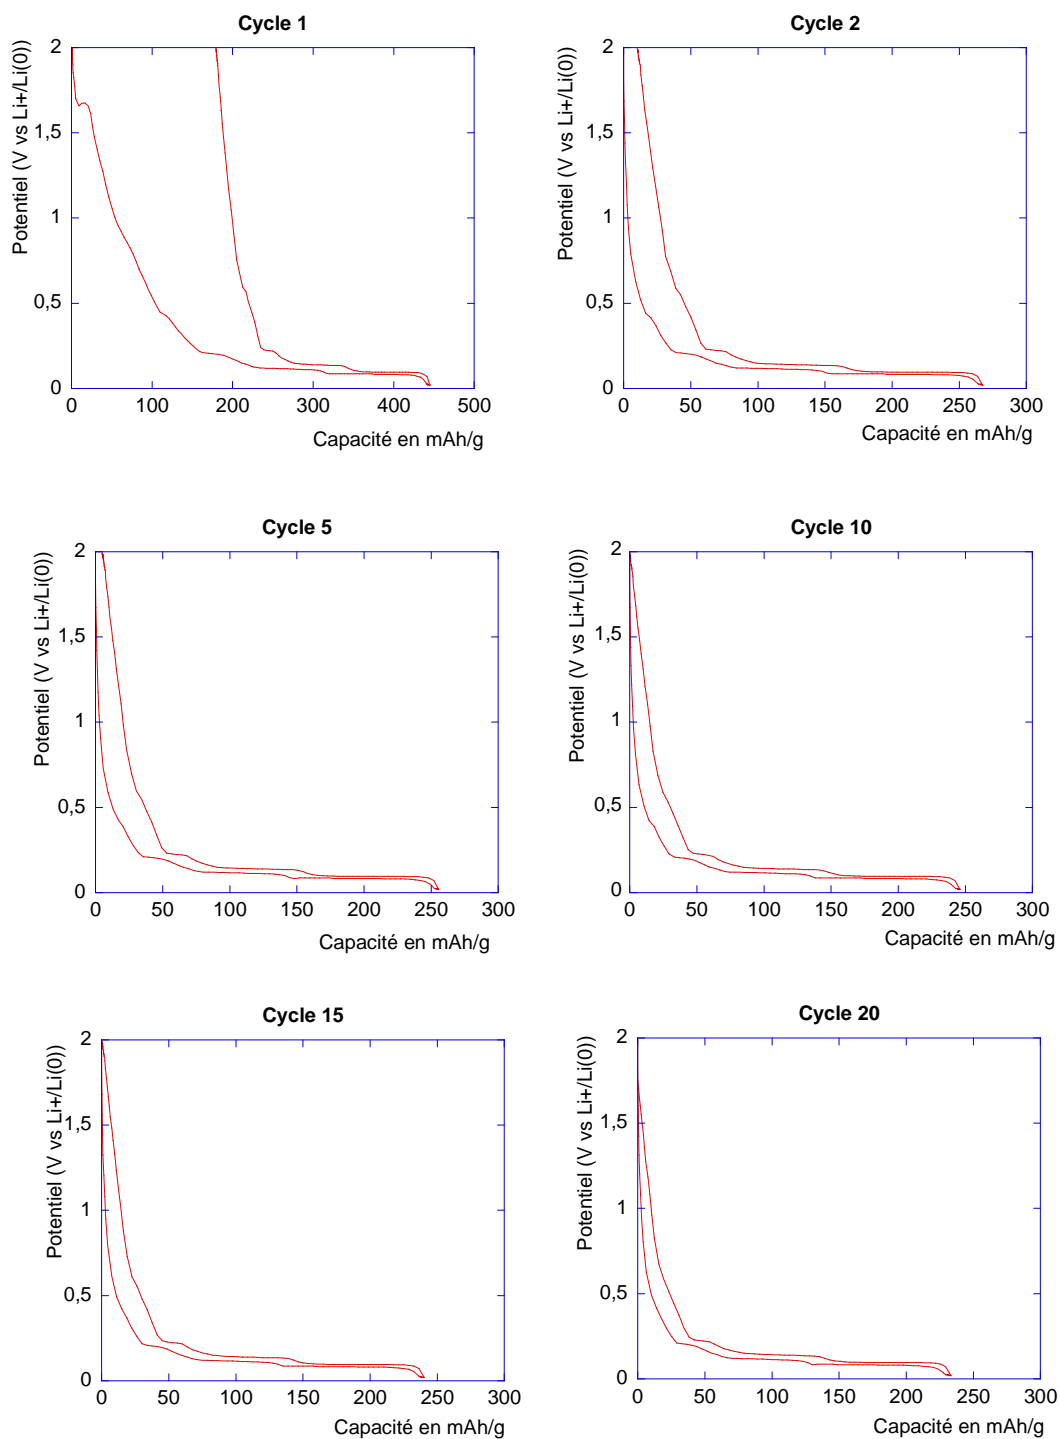 Cycle 1
Potentiel (V vs Li+/Li(0))
2
1,5
1
0,5
0
0 100 200 300 400 500
Capacité en mAh/g
Cycle 2
Potentiel (V vs Li+/Li(0))
2
1,5
1
0,5
0
0 50 100 150 200 250 300
Capacité en mAh/g
Cycle 5
Potentiel (V vs Li+/Li(0))
2
1,5
1
0,5
0
0 50 100 150 200 250 300
Capacité en mAh/g
Cycle 10
Potentiel (V vs Li+/Li(0))
2
1,5
1
0,5
0
0 50 100 150 200 250 300
Capacité en mAh/g
Cycle 15
Potentiel (V vs Li+/Li(0))
2
1,5
1
0,5
0
0 50 100 150 200 250 300
Capacité en mAh/g
Cycle 20
Potentiel (V vs Li+/Li(0))
2
1,5
1
0,5
0
0 50 100 150 200 250 300
Capacité en mAh/g